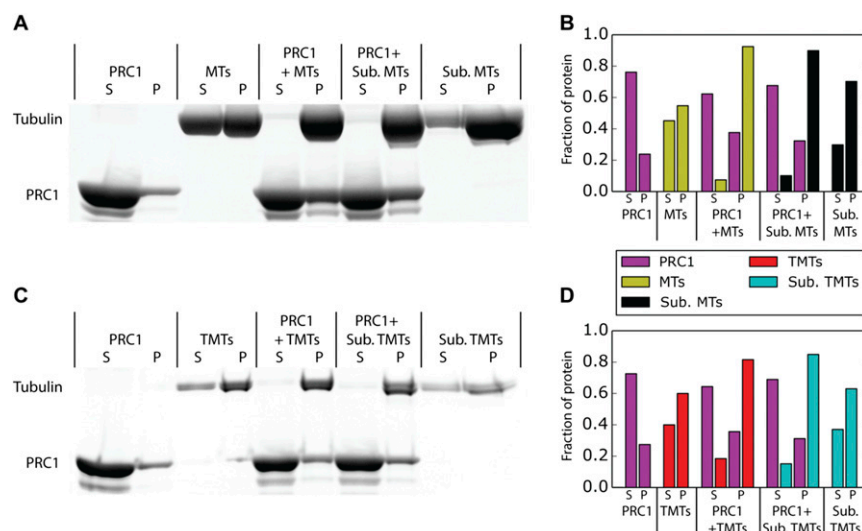 A
PRC1 MTs PRC1 + MTs PRC1+ Sub. MTs Sub. MTs
S P S P S P S P S P
Tubulin
PRC1
B
Fraction of protein
1.0
0.8
0.6
0.4
0.2
0.0
S P S P S P S P S P
PRC1 MTs PRC1 +MTs PRC1+ Sub. MTs Sub. MTs
PRC1 TMTs
MTs Sub. TMTs
Sub. MTs
C
PRC1 TMTs PRC1 + TMTs PRC1+ Sub. TMTs Sub. TMTs
S P S P S P S P S P
Tubulin
PRC1
D
Fraction of protein
1.0
0.8
0.6
0.4
0.2
0.0
S P S P S P S P S P
PRC1 TMTs PRC1 +TMTs PRC1+ Sub. TMTs Sub. TMTs